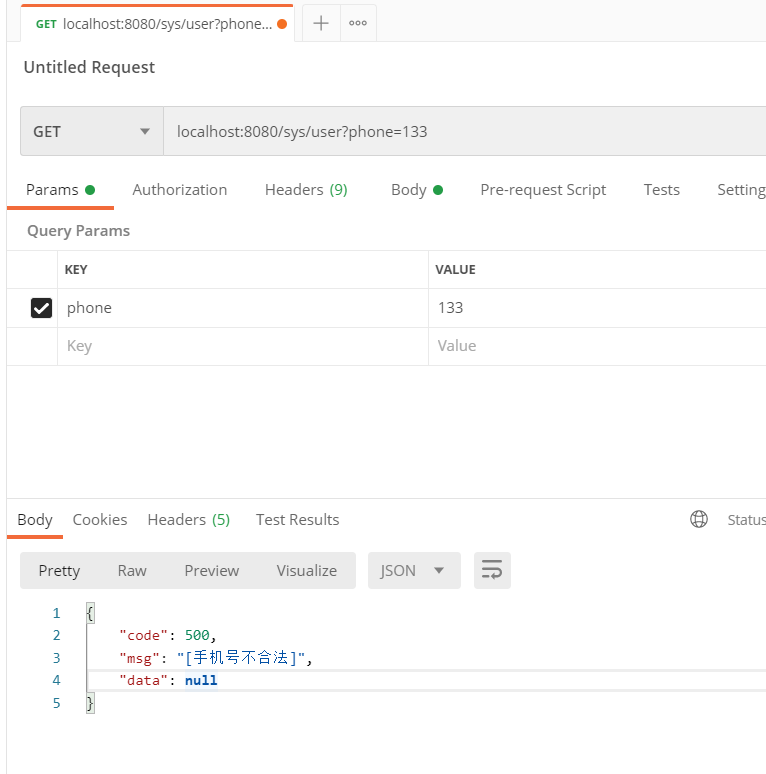 GET localhost:8080/sys/user?phone...
Untitled Request
GET localhost:8080/sys/user?phone=133
Params Authorization Headers (9) Body Pre-request Script Tests Setting
Query Params
KEY VALUE
phone 133
Key Value
Body Cookies Headers (5) Test Results Status
Pretty Raw Preview Visualize JSON
1 {
2 "code": 500,
3 "msg": "[手机号不合法]",
4 "data": null
5 }